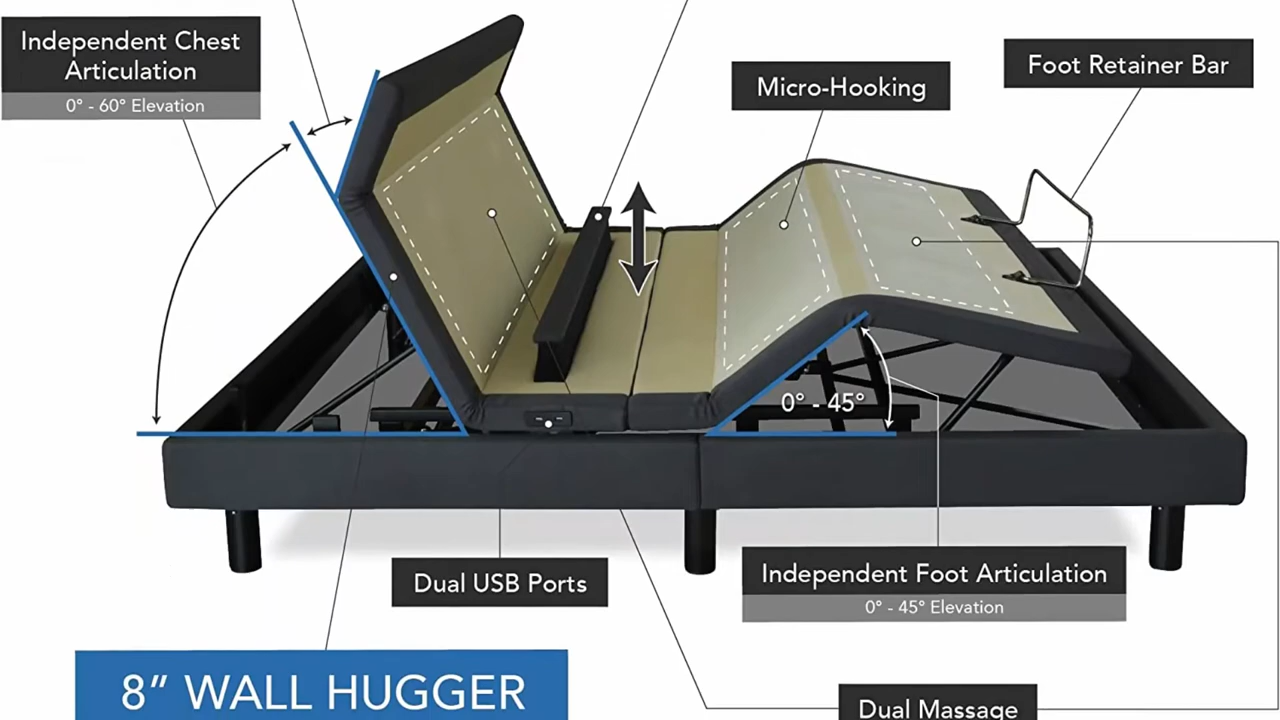 Independent Chest
Articulation
0° - 60° Elevation
Micro-Hooking
Foot Retainer Bar
0° - 45°
Dual USB Ports
Independent Foot Articulation
0° - 45° Elevation
8” WALL HUGGER
Dual Massage